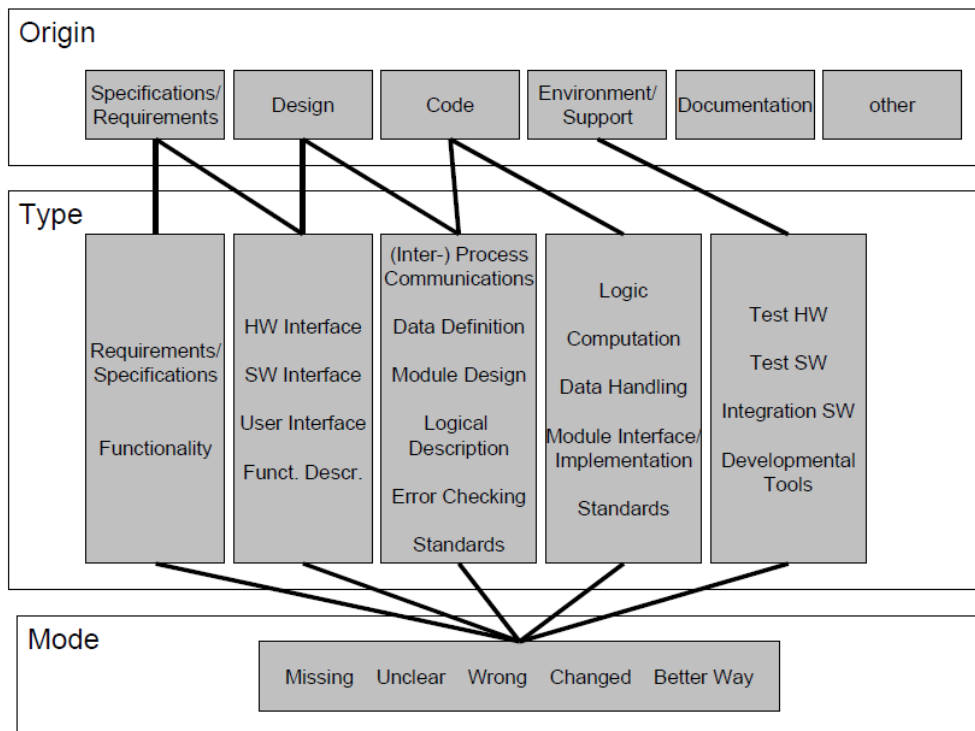 Origin
Specifications/
Requirements
Design
Code
Environment/
Support
Documentation
other
Type
Requirements/
Specifications
Functionality
HW Interface
SW Interface
User Interface
Funct. Descr.
(Inter-) Process
Communications
Data Definition
Module Design
Logical
Description
Error Checking
Standards
Logic
Computation
Data Handling
Module Interface/
Implementation
Standards
Test HW
Test SW
Integration SW
Developmental
Tools
Mode
Missing Unclear Wrong Changed Better Way